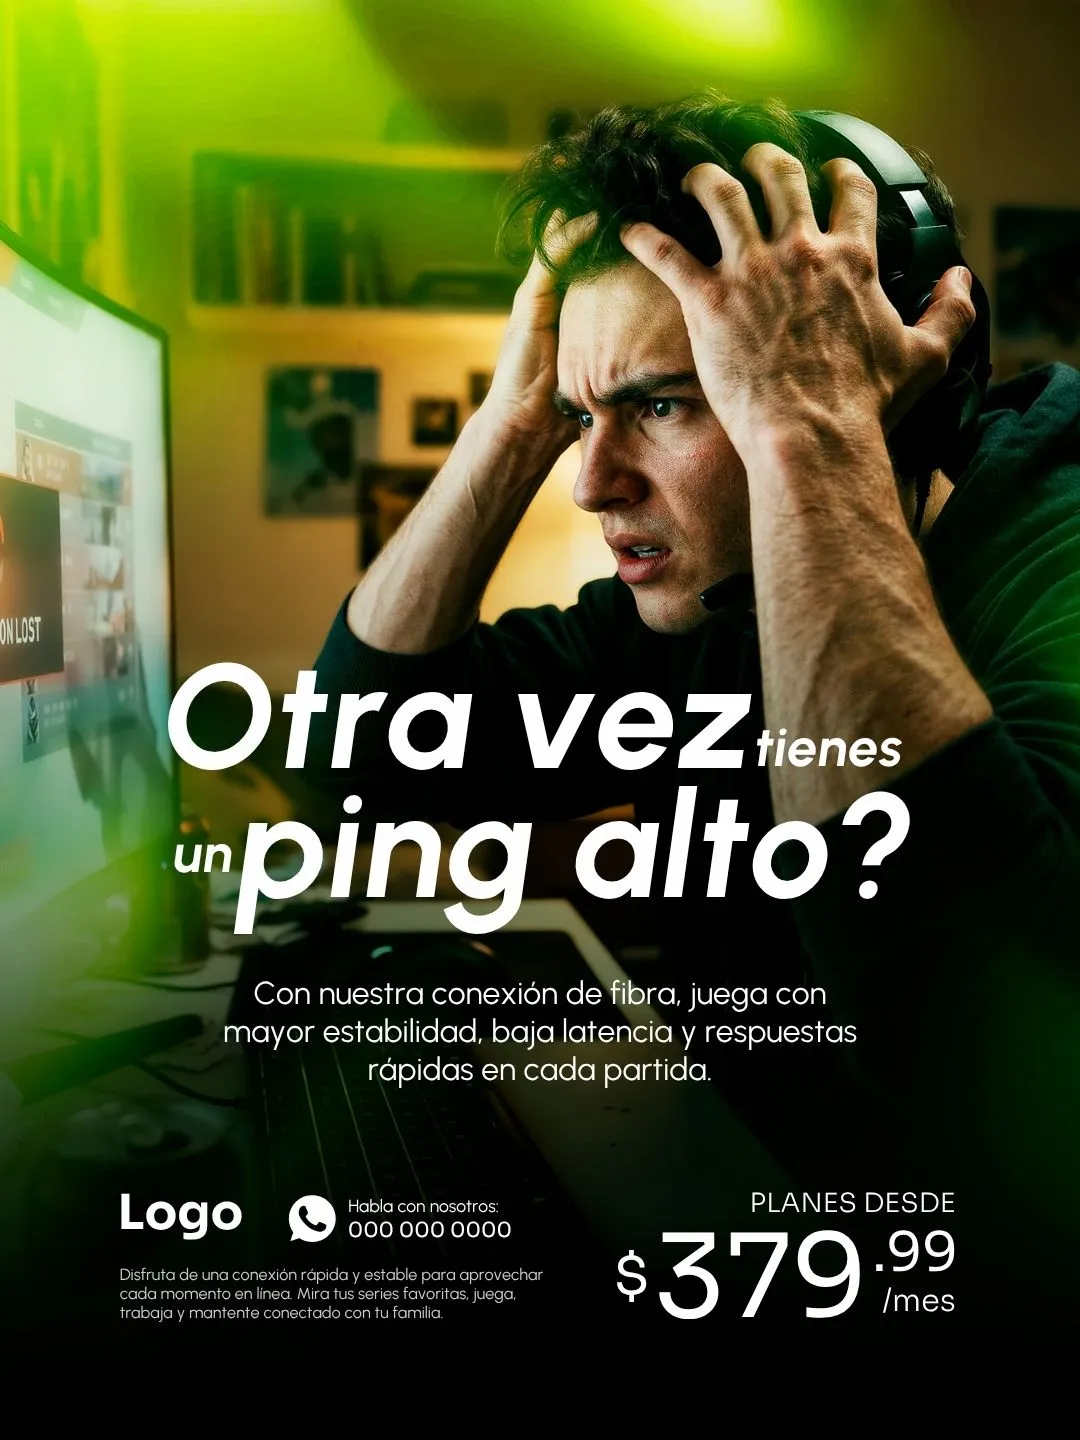 ON LOST
Otra vez tienes
un ping alto?
Con nuestra conexión de fibra, juega con
mayor estabilidad, baja latencia y respuestas
rápidas en cada partida.
Logo
Habla con nosotros:
000 000 0000
Disfruta de una conexión rápida y estable para aprovechar
cada momento en línea. Mira tus series favoritas, juega,
trabaja y mantente conectado con tu familia.
PLANES DESDE
$379.99
/mes